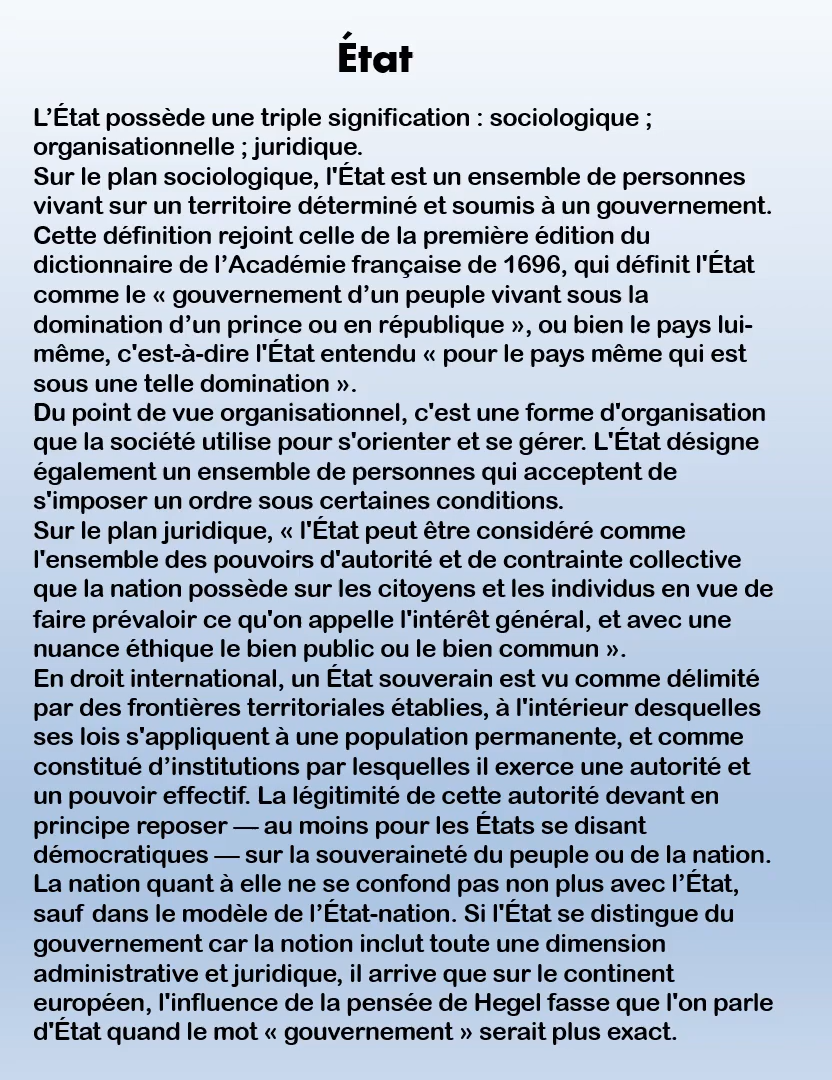 État
L’État possède une triple signification : sociologique ;
organisationnelle ; juridique.
Sur le plan sociologique, l'État est un ensemble de personnes
vivant sur un territoire déterminé et soumis à un gouvernement.
Cette définition rejoint celle de la première édition du
dictionnaire de l’Académie française de 1696, qui définit l'État
comme le « gouvernement d’un peuple vivant sous la
domination d’un prince ou en république », ou bien le pays lui-
même, c'est-à-dire l'État entendu « pour le pays même qui est
sous une telle domination ».
Du point de vue organisationnel, c'est une forme d'organisation
que la société utilise pour s'orienter et se gérer. L'État désigne
également un ensemble de personnes qui acceptent de
s'imposer un ordre sous certaines conditions.
Sur le plan juridique, « l'État peut être considéré comme
l'ensemble des pouvoirs d'autorité et de contrainte collective
que la nation possède sur les citoyens et les individus en vue de
faire prévaloir ce qu'on appelle l'intérêt général, et avec une
nuance éthique le bien public ou le bien commun ».
En droit international, un État souverain est vu comme délimité
par des frontières territoriales établies, à l'intérieur desquelles
ses lois s'appliquent à une population permanente, et comme
constitué d’institutions par lesquelles il exerce une autorité et
un pouvoir effectif. La légitimité de cette autorité devant en
principe reposer — au moins pour les États se disant
démocratiques — sur la souveraineté du peuple ou de la nation.
La nation quant à elle ne se confond pas non plus avec l’État,
sauf dans le modèle de l’État-nation. Si l'État se distingue du
gouvernement car la notion inclut toute une dimension
administrative et juridique, il arrive que sur le continent
européen, l'influence de la pensée de Hegel fasse que l'on parle
d'État quand le mot « gouvernement » serait plus exact.